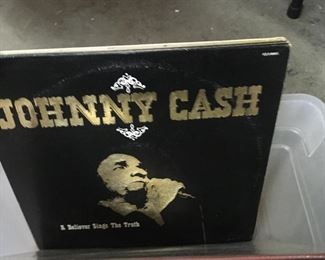 JOHNNY CASH
A Believer Sings The Truth